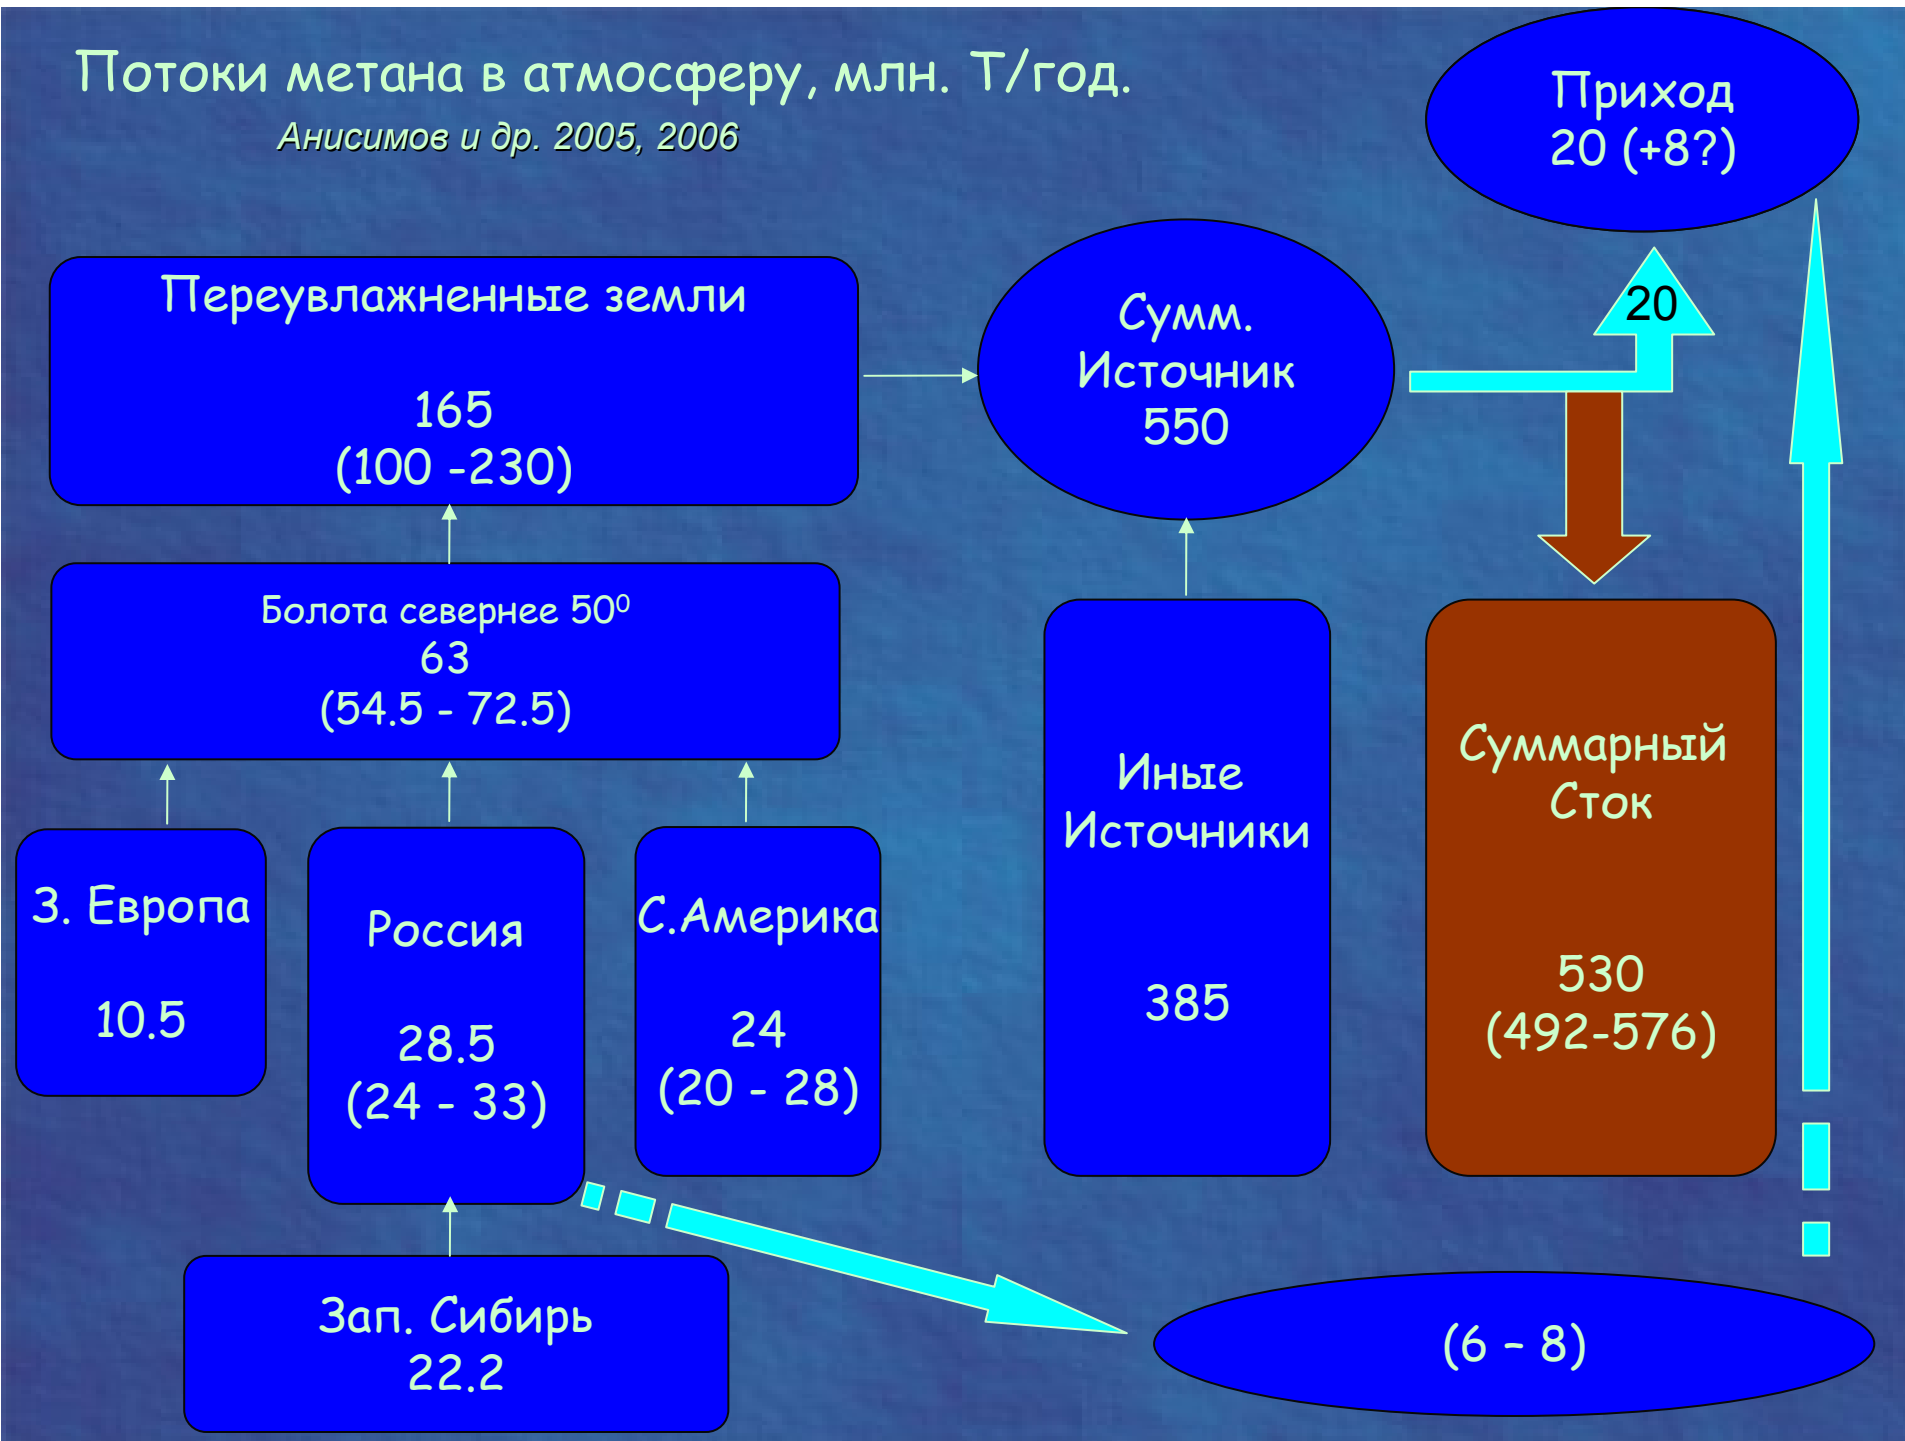 Потоки метана в атмосферу, млн. Т/год.
Анисимов и др. 2005, 2006
Приход
20 (+8?)
20
Переувлажненные земли
165
(100 -230)
Сумм.
Источник
550
Болота севернее 50⁰
63
(54.5 - 72.5)
З. Европа
10.5
Россия
28.5
(24 - 33)
С.Америка
24
(20 - 28)
Иные
Источники
385
Суммарный
Сток
530
(492-576)
Зап. Сибирь
22.2
(6 – 8)